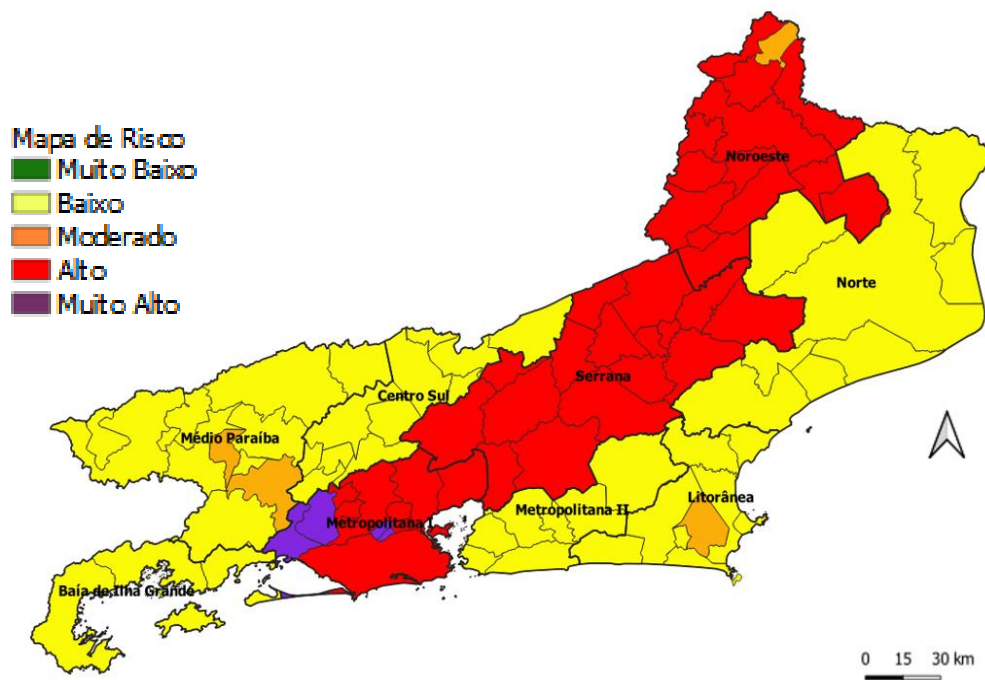 Mapa de Risco
Muito Baixo
Baixo
Moderado
Alto
Muito Alto
Noroeste
Norte
Serrana
Centro Sul
Médio Paraíba
Litorânea
Metropolitana II
Metropolitana I
Baía de Ilha Grande
0 15 30 km